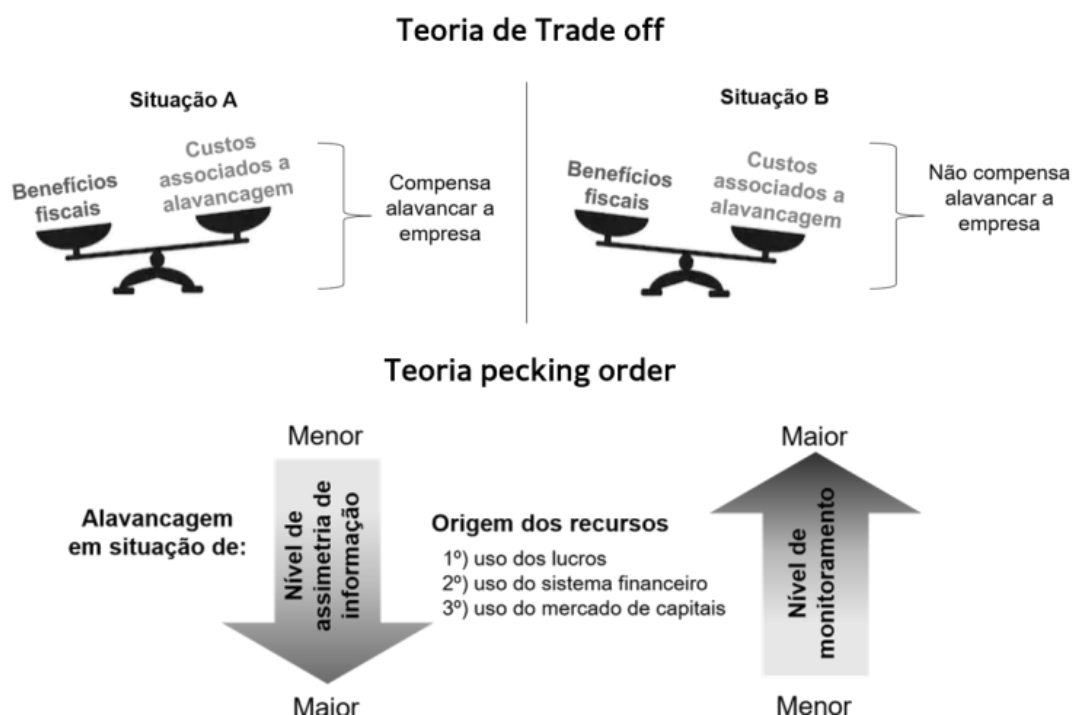 Teoria de Trade off
Situação A
Benefícios
fiscais
Custos
associados a
alavancagem
Compensa
alavancar a
empresa
Situação B
Benefícios
fiscais
Custos
associados a
alavancagem
Não compensa
alavancar a
empresa
Teoria pecking order
Alavancagem
em situação de:
Menor
Nível de
assimetria de
informação
Maior
Origem dos recursos
1º) uso dos lucros
2º) uso do sistema financeiro
3º) uso do mercado de capitais
Maior
Nível de
monitoramento
Menor